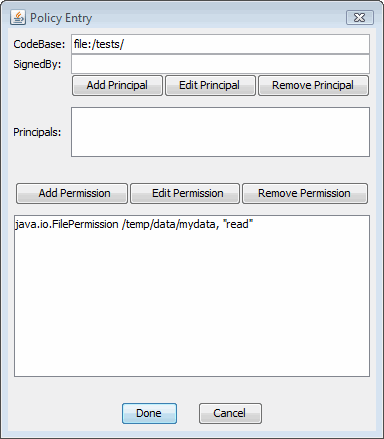 Policy Entry
CodeBase: file:/tests/
SignedBy:
Add Principal Edit Principal Remove Principal
Principals:
Add Permission Edit Permission Remove Permission
java.io.FilePermission /temp/data/mydata, "read"
Done Cancel